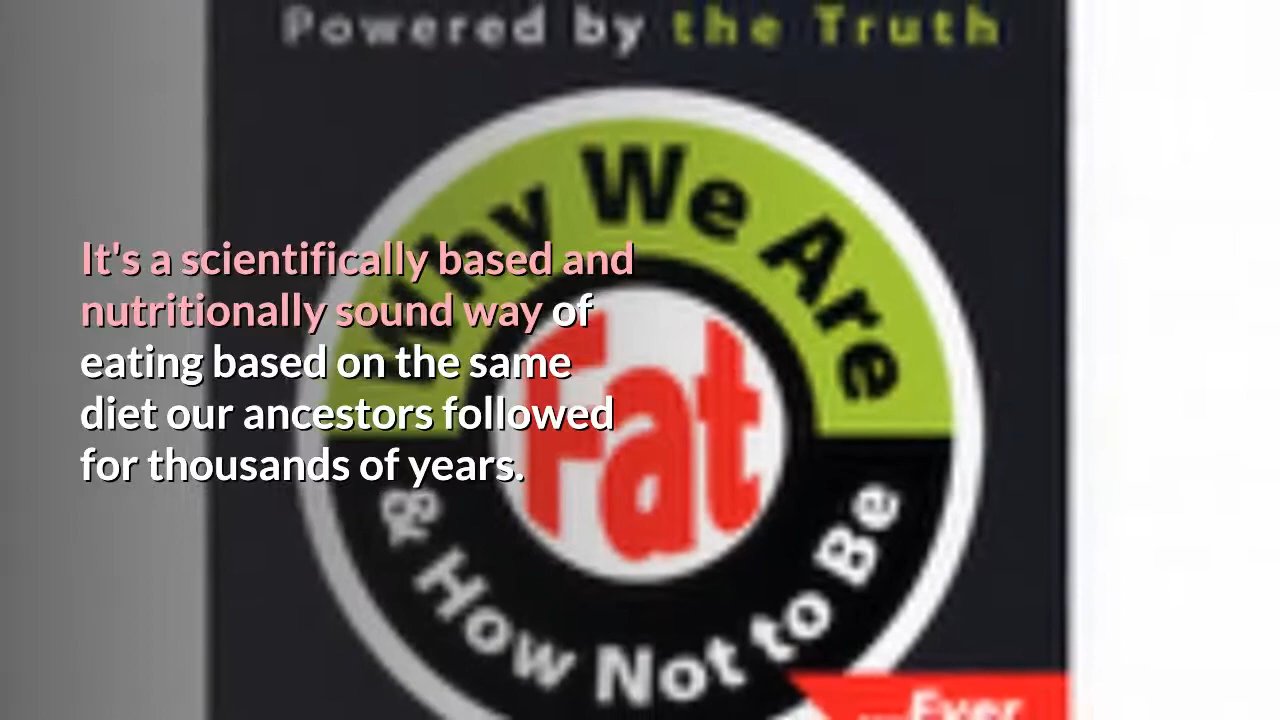 Powered by the Truth
Why We Are
Fat
& How Not to Be
...Ever
It's a scientifically based and
nutritionally sound way of
eating based on the same
diet our ancestors followed
for thousands of years.